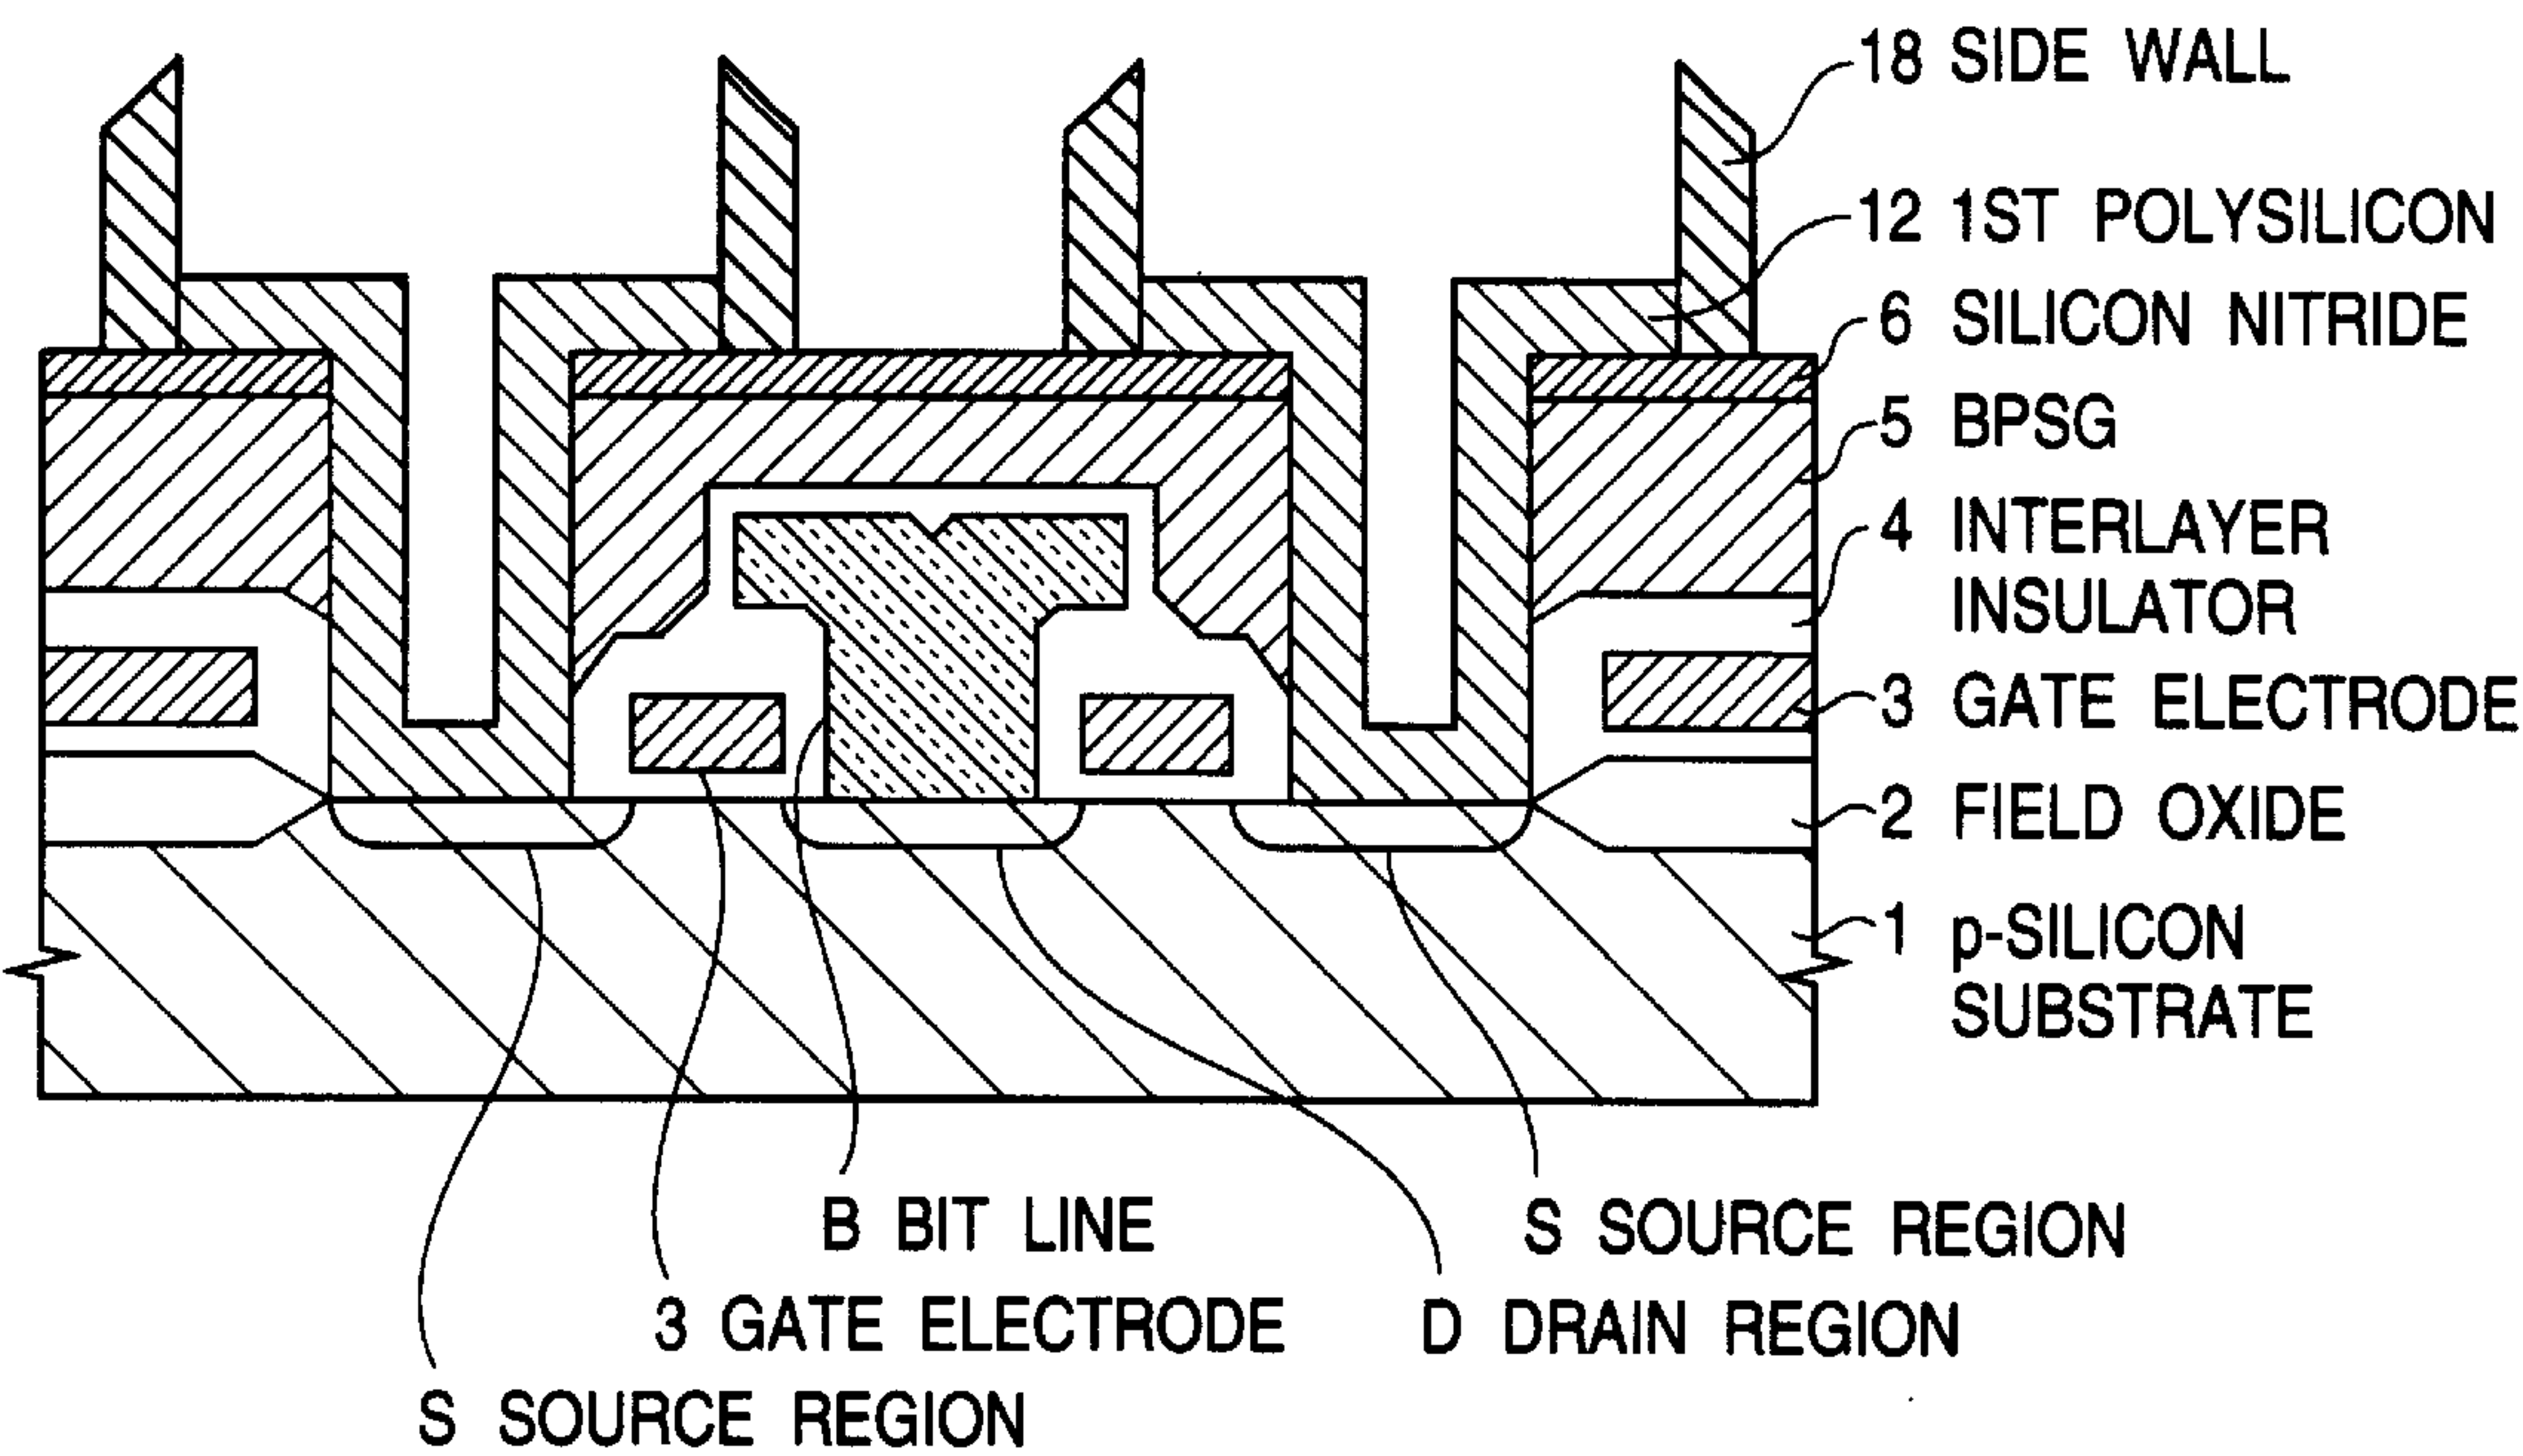 18 SIDE WALL
12 1ST POLYSILICON
6 SILICON NITRIDE
5 BPSG
4 INTERLAYER
INSULATOR
3 GATE ELECTRODE
2 FIELD OXIDE
1 p-SILICON
SUBSTRATE
B BIT LINE
S SOURCE REGION
3 GATE ELECTRODE
D DRAIN REGION
S SOURCE REGION